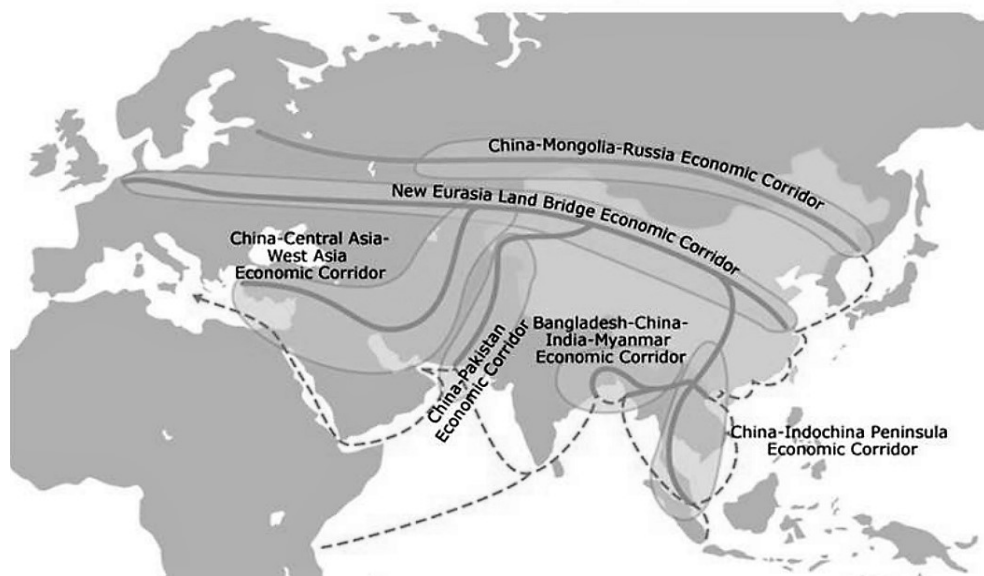 China-Mongolia-Russia Economic Corridor
New Eurasia Land Bridge Economic Corridor
China-Central Asia-
West Asia
Economic Corridor
Bangladesh-China-
India-Myanmar
Economic Corridor
China-Pakistan
Economic Corridor
China-Indochina Peninsula
Economic Corridor